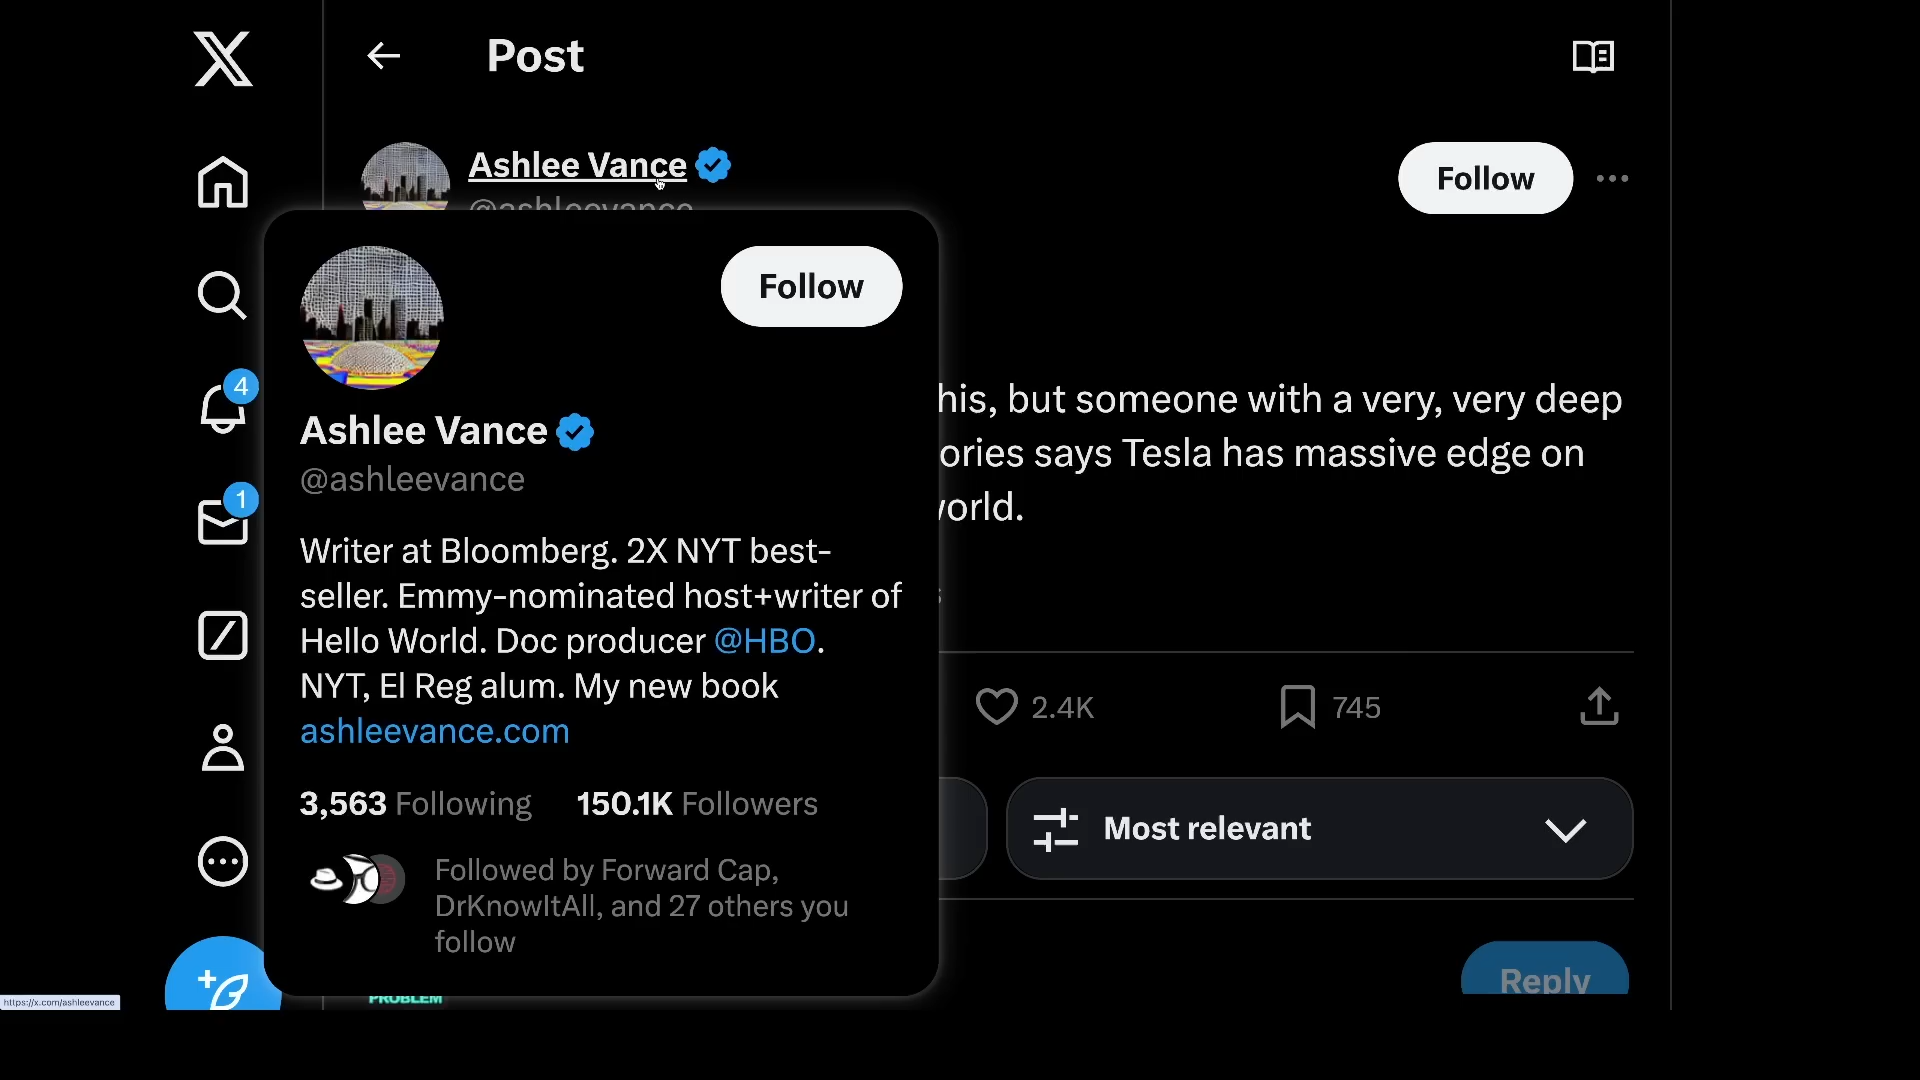 Post
Ashlee Vance
@ashleevance
Follow
Follow
Ashlee Vance
@ashleevance
Writer at Bloomberg. 2X NYT best-
seller. Emmy-nominated host+writer of
Hello World. Doc producer @HBO.
NYT, El Reg alum. My new book
ashleevance.com
3,563 Following 150.1K Followers
Followed by Forward Cap,
DrKnowItAll, and 27 others you
follow
his, but someone with a very, very deep
ories says Tesla has massive edge on
orld.
2.4K 745
Most relevant
Reply
4
1
https://x.com/ashleevance
PROBLEM